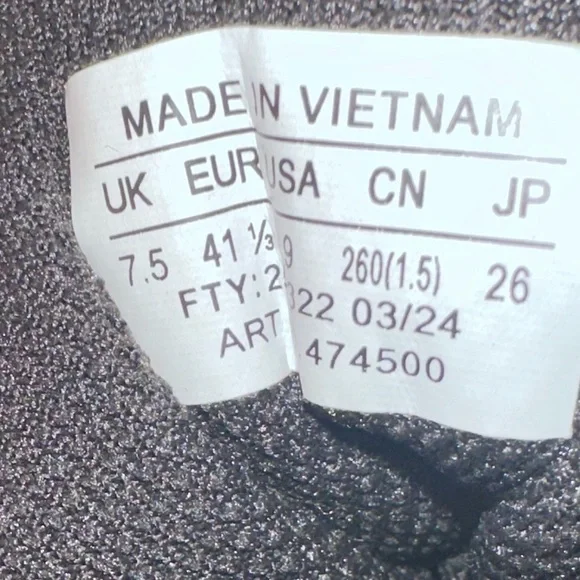 MADE IN VIETNAM
UK EUR USA CN JP
7.5 41 ⅓ 9 260(1.5) 26
FTY: 22 03/24
ART 474500